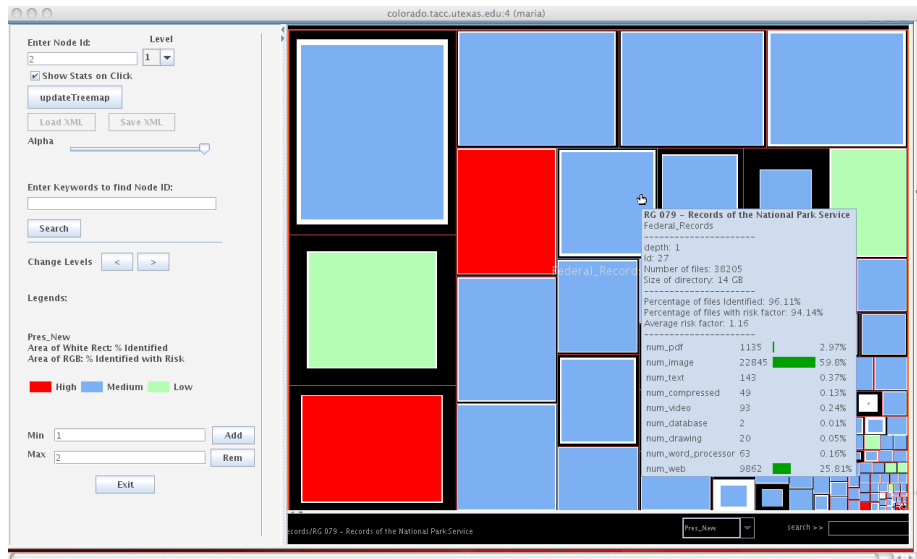 colorado.tacc.utexas.edu:4 (maria)
Enter Node Id:
Level
2
1
Show Stats on Click
updateTreemap
Load XML
Save XML
Alpha
Enter Keywords to find Node ID:
Search
Change Levels
<
>
Legends:
Pres_New
Area of White Rect: % Identified
Area of RGB: % Identified with Risk
High
Medium
Low
Min
1
Add
Max
2
Rem
Exit
Federal_Record
RG 079 – Records of the National Park Service
Federal_Records
------------------------
depth: 1
Id: 27
Number of files: 38205
Size of directory: 14 GB
------------------------
Percentage of files Identified: 96.11%
Percentage of files with risk factor: 94.14%
Average risk factor: 1.16
------------------------
num_pdf 1135 2.97%
num_image 22845 59.8%
num_text 143 0.37%
num_compressed 49 0.13%
num_video 93 0.24%
num_database 2 0.01%
num_drawing 20 0.05%
num_word_processor 63 0.16%
num_web 9862 25.81%
ecords/RG 079 – Records of the National Park Service
Pres_New
search >>